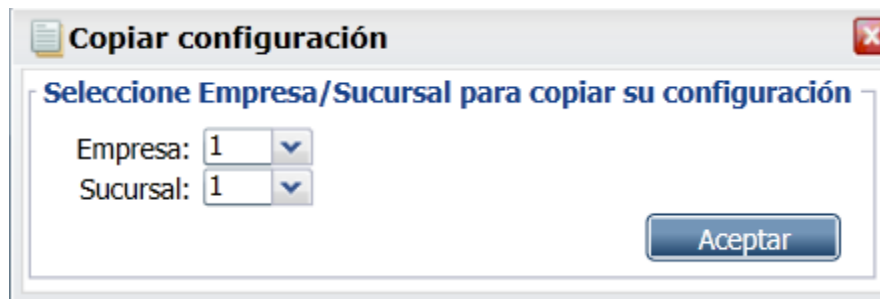 Copiar configuración
Seleccione Empresa/Sucursal para copiar su configuración
Empresa: 1
Sucursal: 1
Aceptar